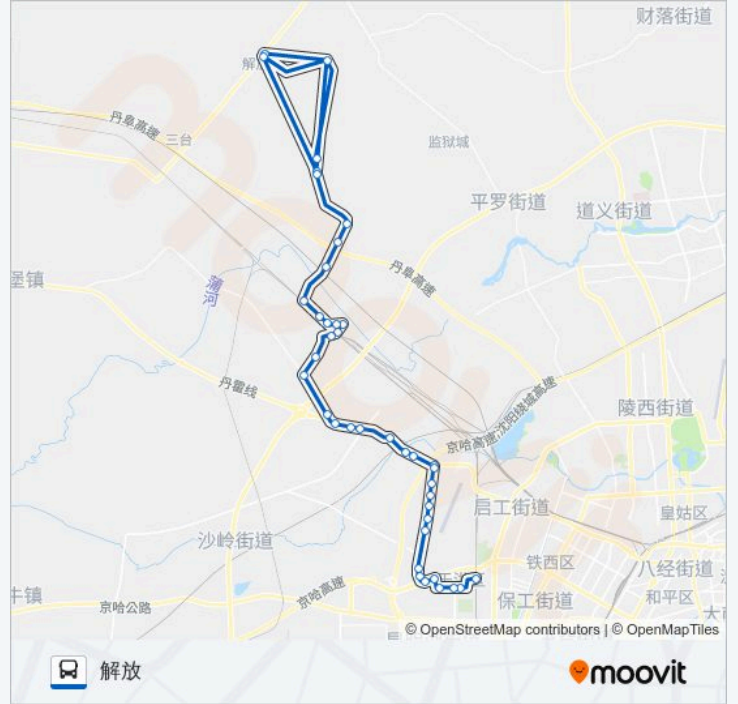 财落街道
解
丹阜高速
三台
监狱城
平罗街道
道义街道
丹阜高速
堡镇
蒲河
丹霍线
陵西街道
京哈高速;沈阳绕城高速
启工街道
皇姑区
沙岭街道
铁西区
八经街道
京哈高速
保工街道
和平区
牛镇
京哈公路
© OpenStreetMap contributors | © OpenMapTiles
解放
moovit